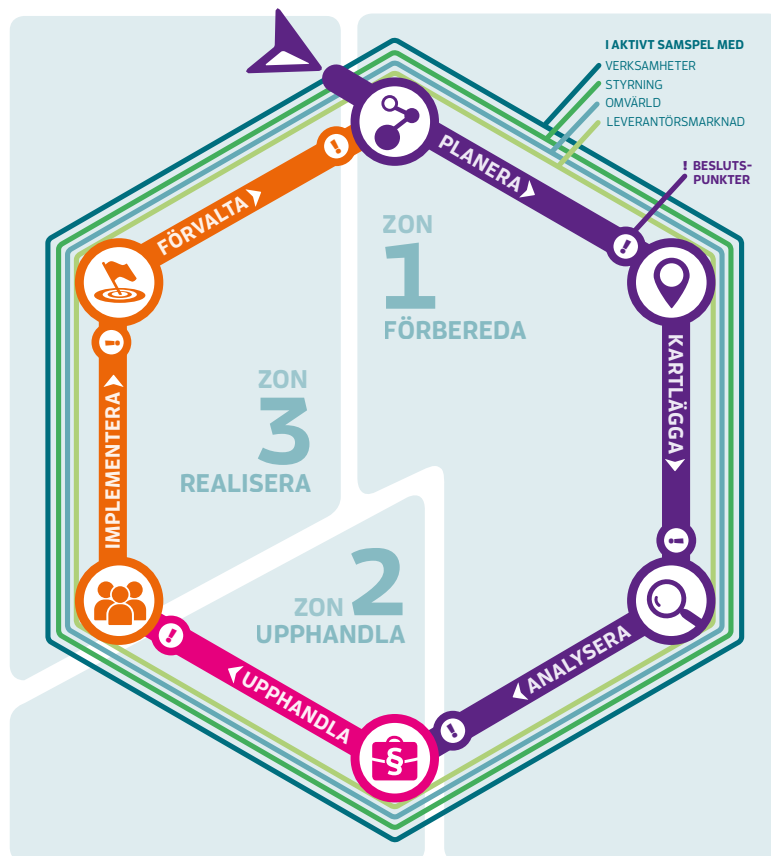 I AKTIVT SAMSPEL MED
VERKSAMHETER
STYRNING
OMVÄRLD
LEVERANTÖRSMARKNAD
! BESLUTS-
PUNKTER
PLANERA
!
KARTLÄGGA
!
ANALYSERA
!
§
UPPHANDLA
!
IMPLEMENTERA
!
FÖRVALTA
!
ZON
1
FÖRBEREDA
ZON 2
UPPHANDLA
ZON
3
REALISERA